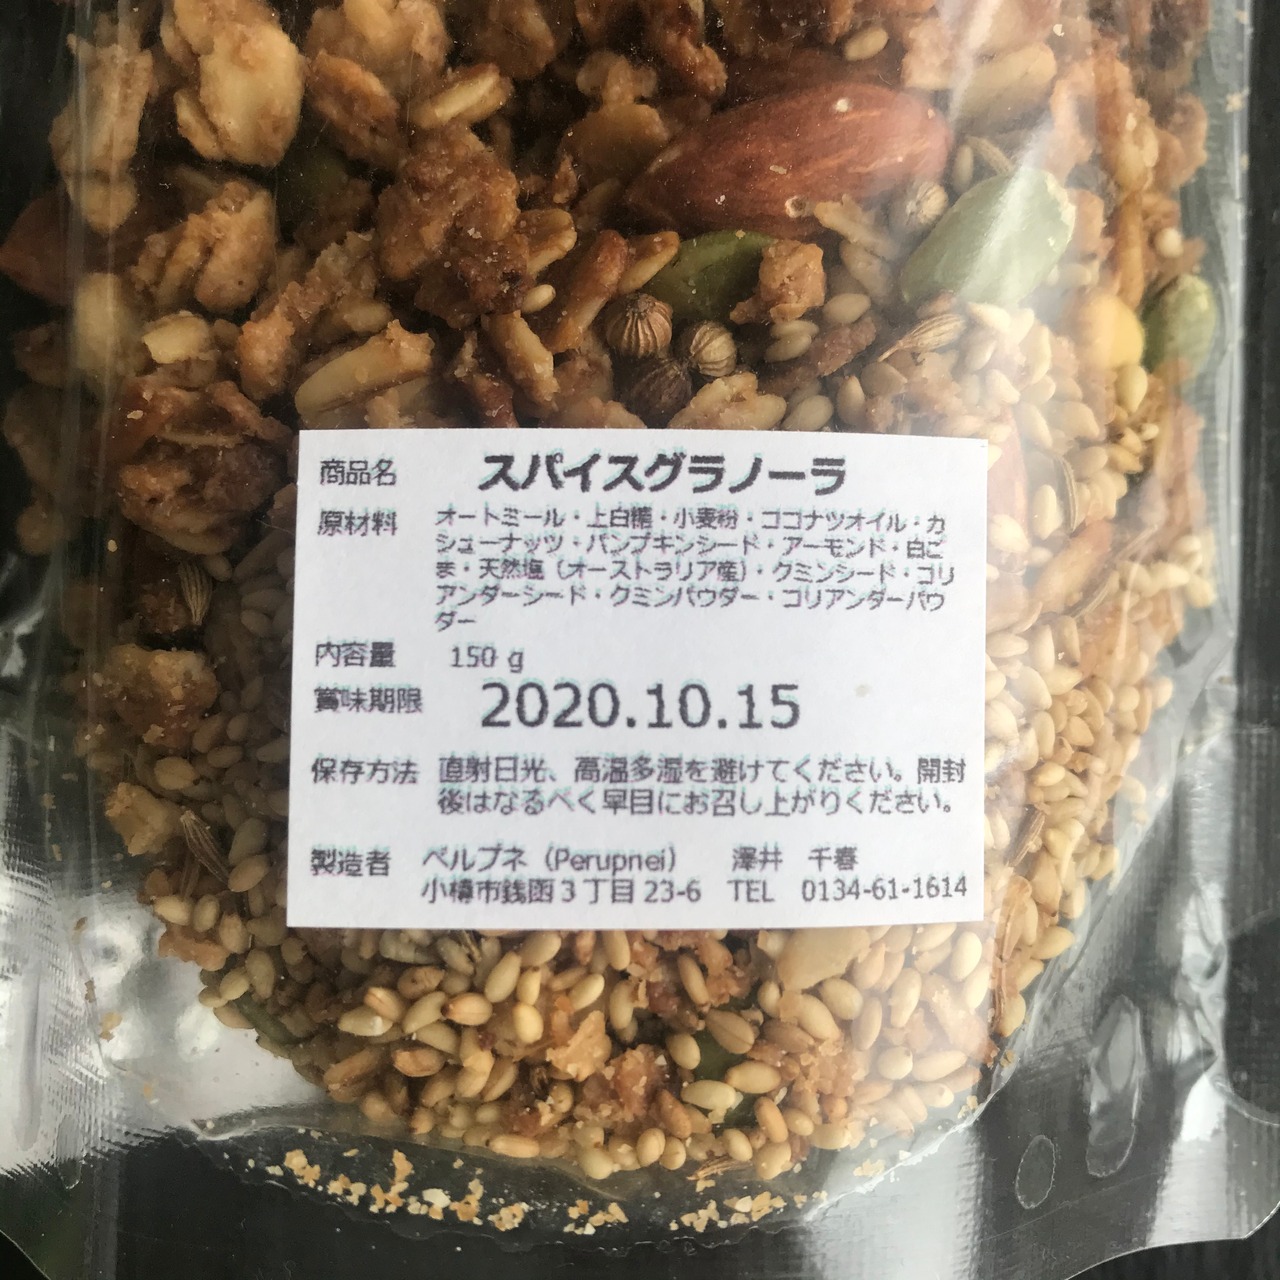 商品名 スパイスグラノーラ
原材料 オートミール・上白糖・小麦粉・ココナツオイル・カ
シューナッツ・パンプキンシード・アーモンド・白ご
ま・天然塩（オーストラリア産）・クミンシード・コリ
アンダーシード・クミンパウダー・コリアンダーパウ
ダー
内容量 150 g
賞味期限 2020.10.15
保存方法 直射日光、高温多湿を避けてください。開封
後はなるべく早目にお召し上がりください。
製造者 ペルプネ（Perupnei） 澤井 千春
小樽市銭函３丁目 23-6 TEL 0134-61-1614